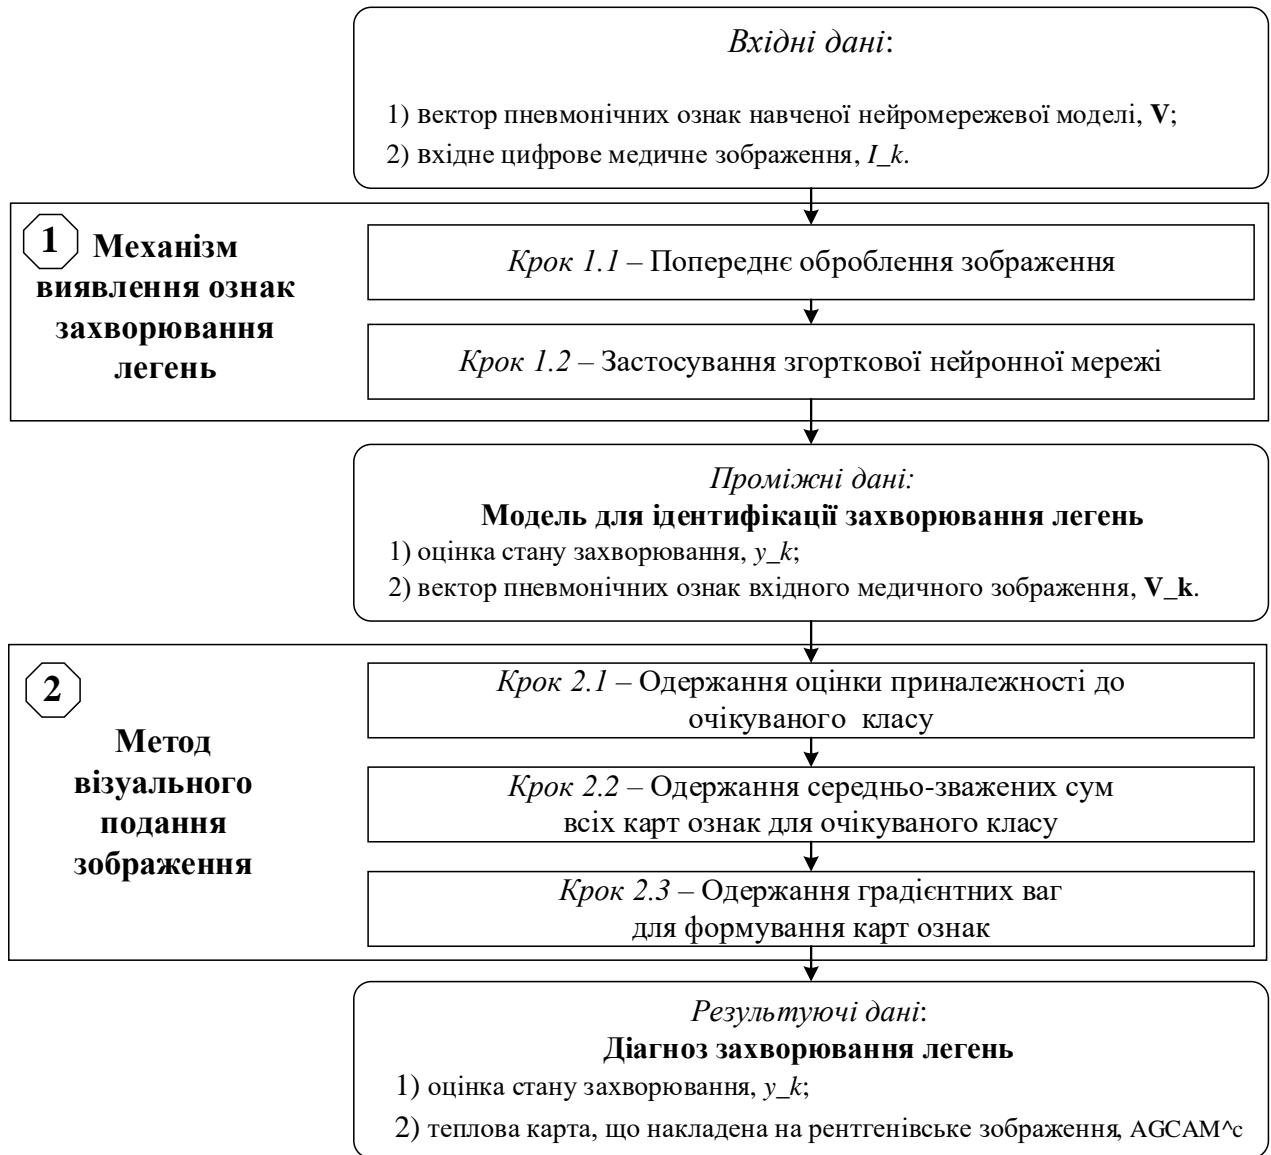 Вхідні дані:
1) вектор пневмонічних ознак навченої нейромережевої моделі, V;
2) вхідне цифрове медичне зображення, I_k.
1
Механізм
виявлення ознак
захворювання
легень
Крок 1.1 – Попереднє оброблення зображення
Крок 1.2 – Застосування згорткової нейронної мережі
Проміжні дані:
Модель для ідентифікації захворювання легень
1) оцінка стану захворювання, y_k;
2) вектор пневмонічних ознак вхідного медичного зображення, V_k.
2
Метод
візуального
подання
зображення
Крок 2.1 – Одержання оцінки приналежності до
очікуваного класу
Крок 2.2 – Одержання середньо-зважених сум
всіх карт ознак для очікуваного класу
Крок 2.3 – Одержання градієнтних ваг
для формування карт ознак
Результуючі дані:
Діагноз захворювання легень
1) оцінка стану захворювання, y_k;
2) теплова карта, що накладена на рентгенівське зображення, AGCAM^c